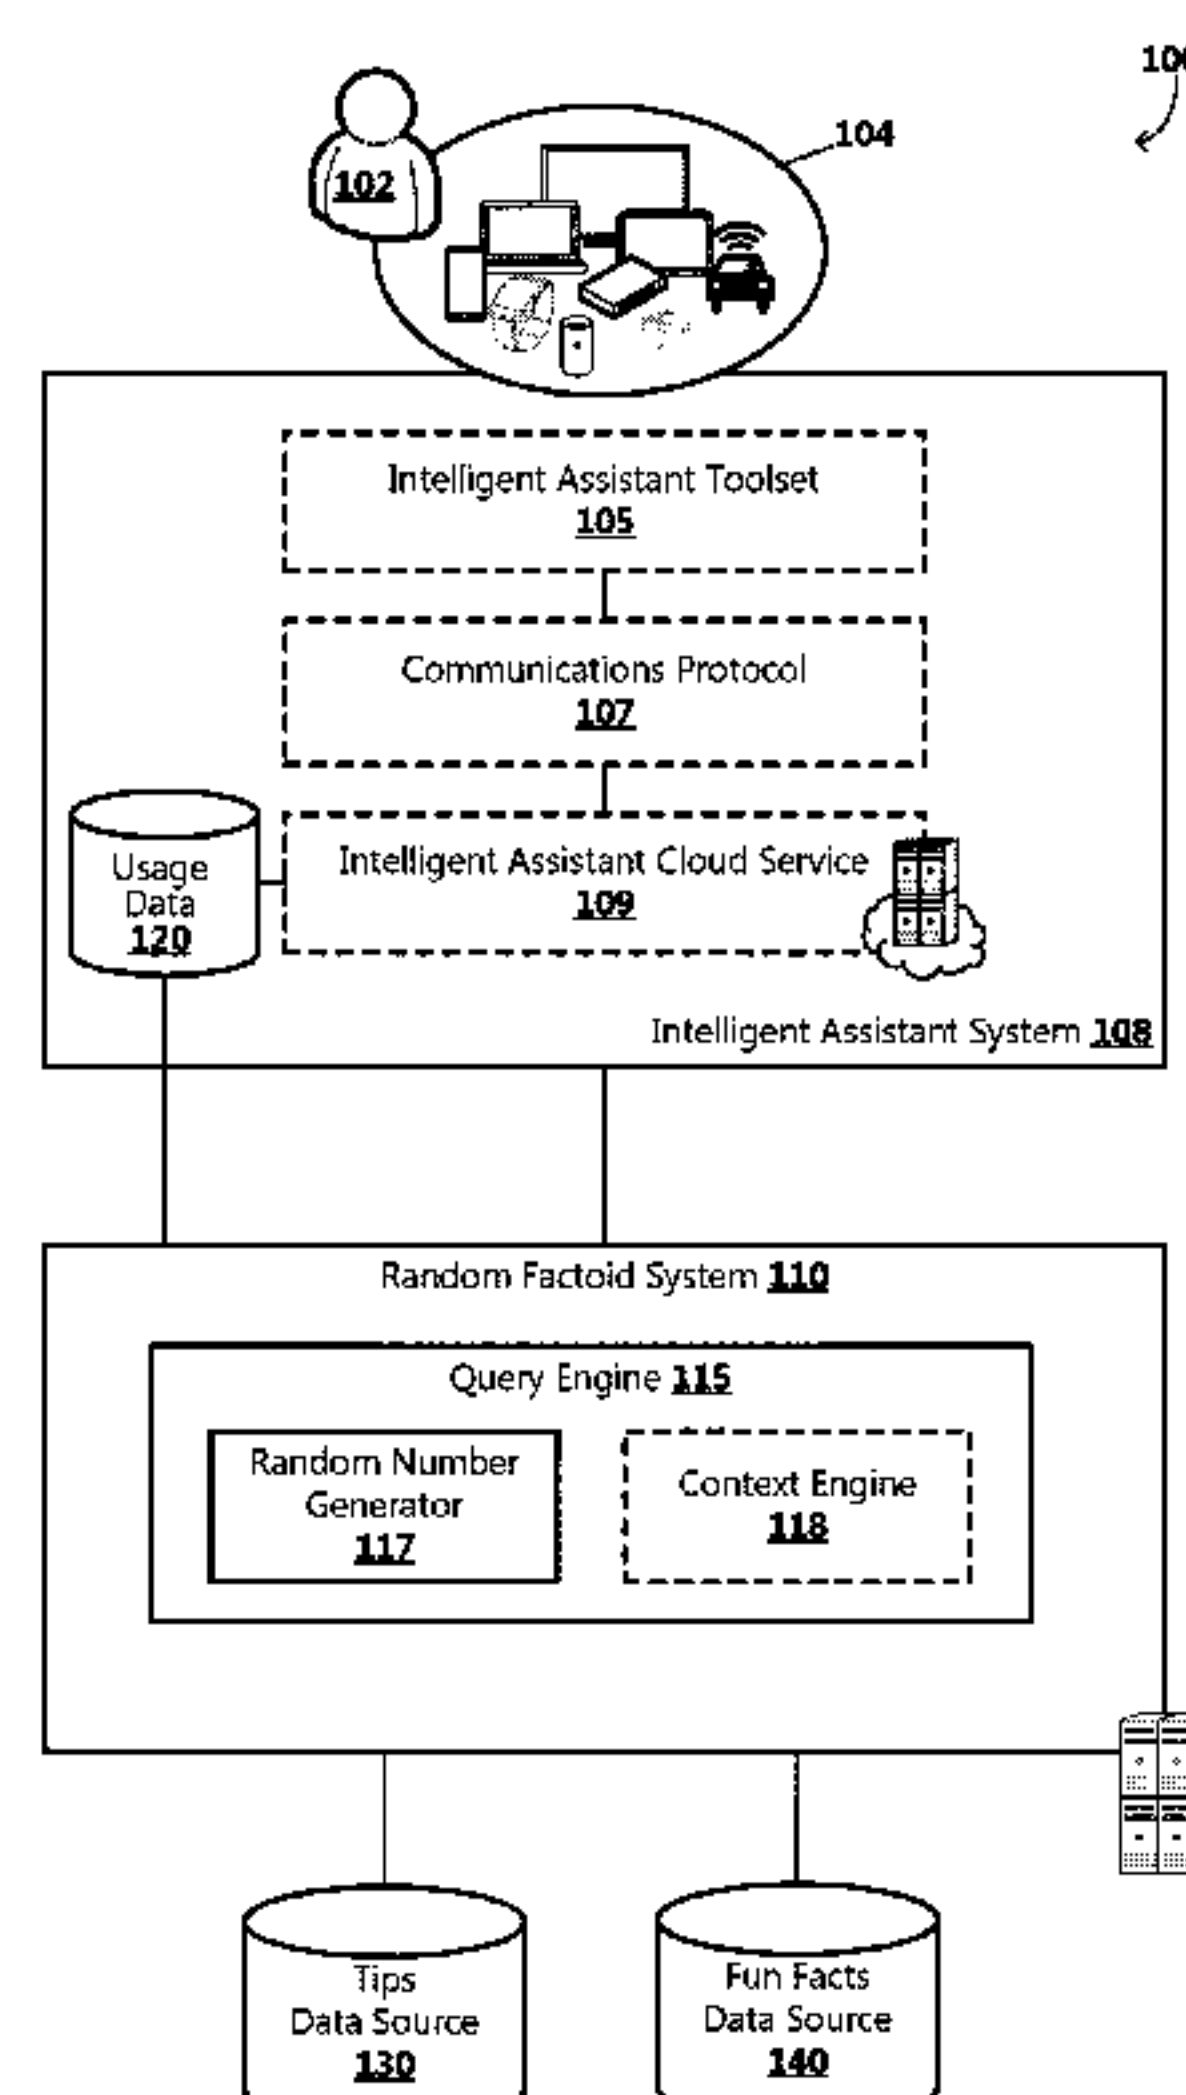 104
102
Intelligent Assistant Toolset
105
Communications Protocol
107
Usage
Data
120
Intelligent Assistant Cloud Service
109
Intelligent Assistant System 108
Random Factoid System 110
Query Engine 115
Random Number
Generator
117
Context Engine
118
Tips
Data Source
130
Fun Facts
Data Source
140